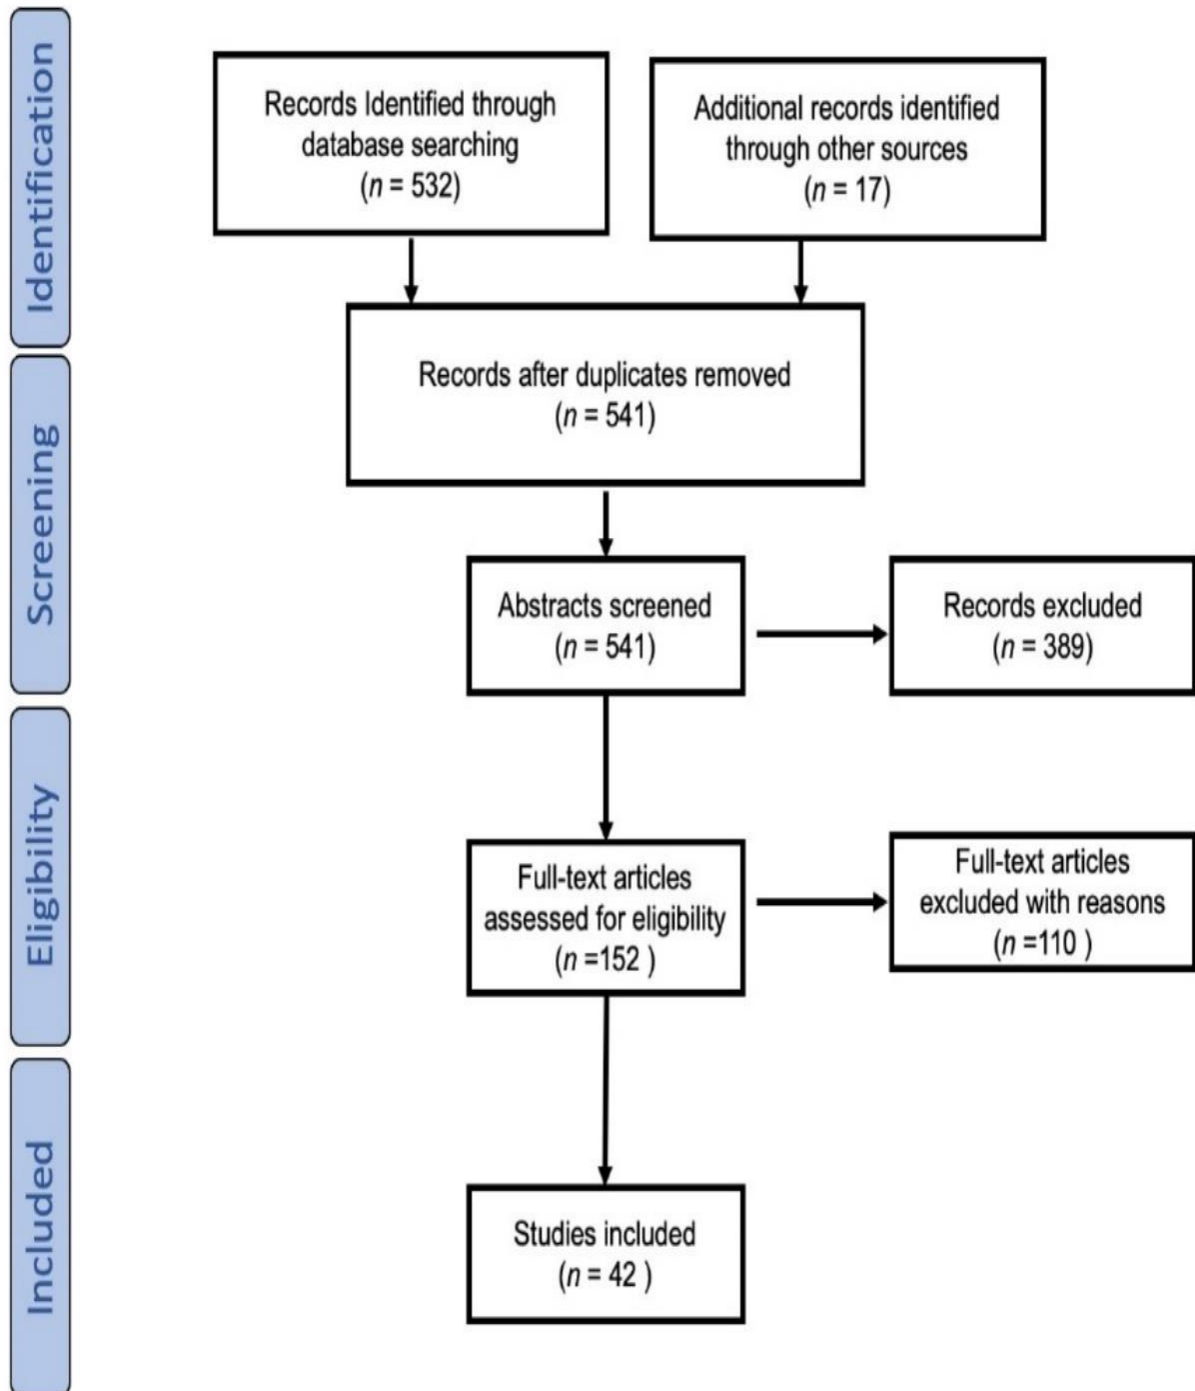 Identification
Records Identified through
database searching
(n = 532)
Additional records identified
through other sources
(n = 17)
Records after duplicates removed
(n = 541)
Screening
Abstracts screened
(n = 541)
Records excluded
(n = 389)
Eligibility
Full-text articles
assessed for eligibility
(n =152 )
Full-text articles
excluded with reasons
(n =110 )
Included
Studies included
(n = 42 )